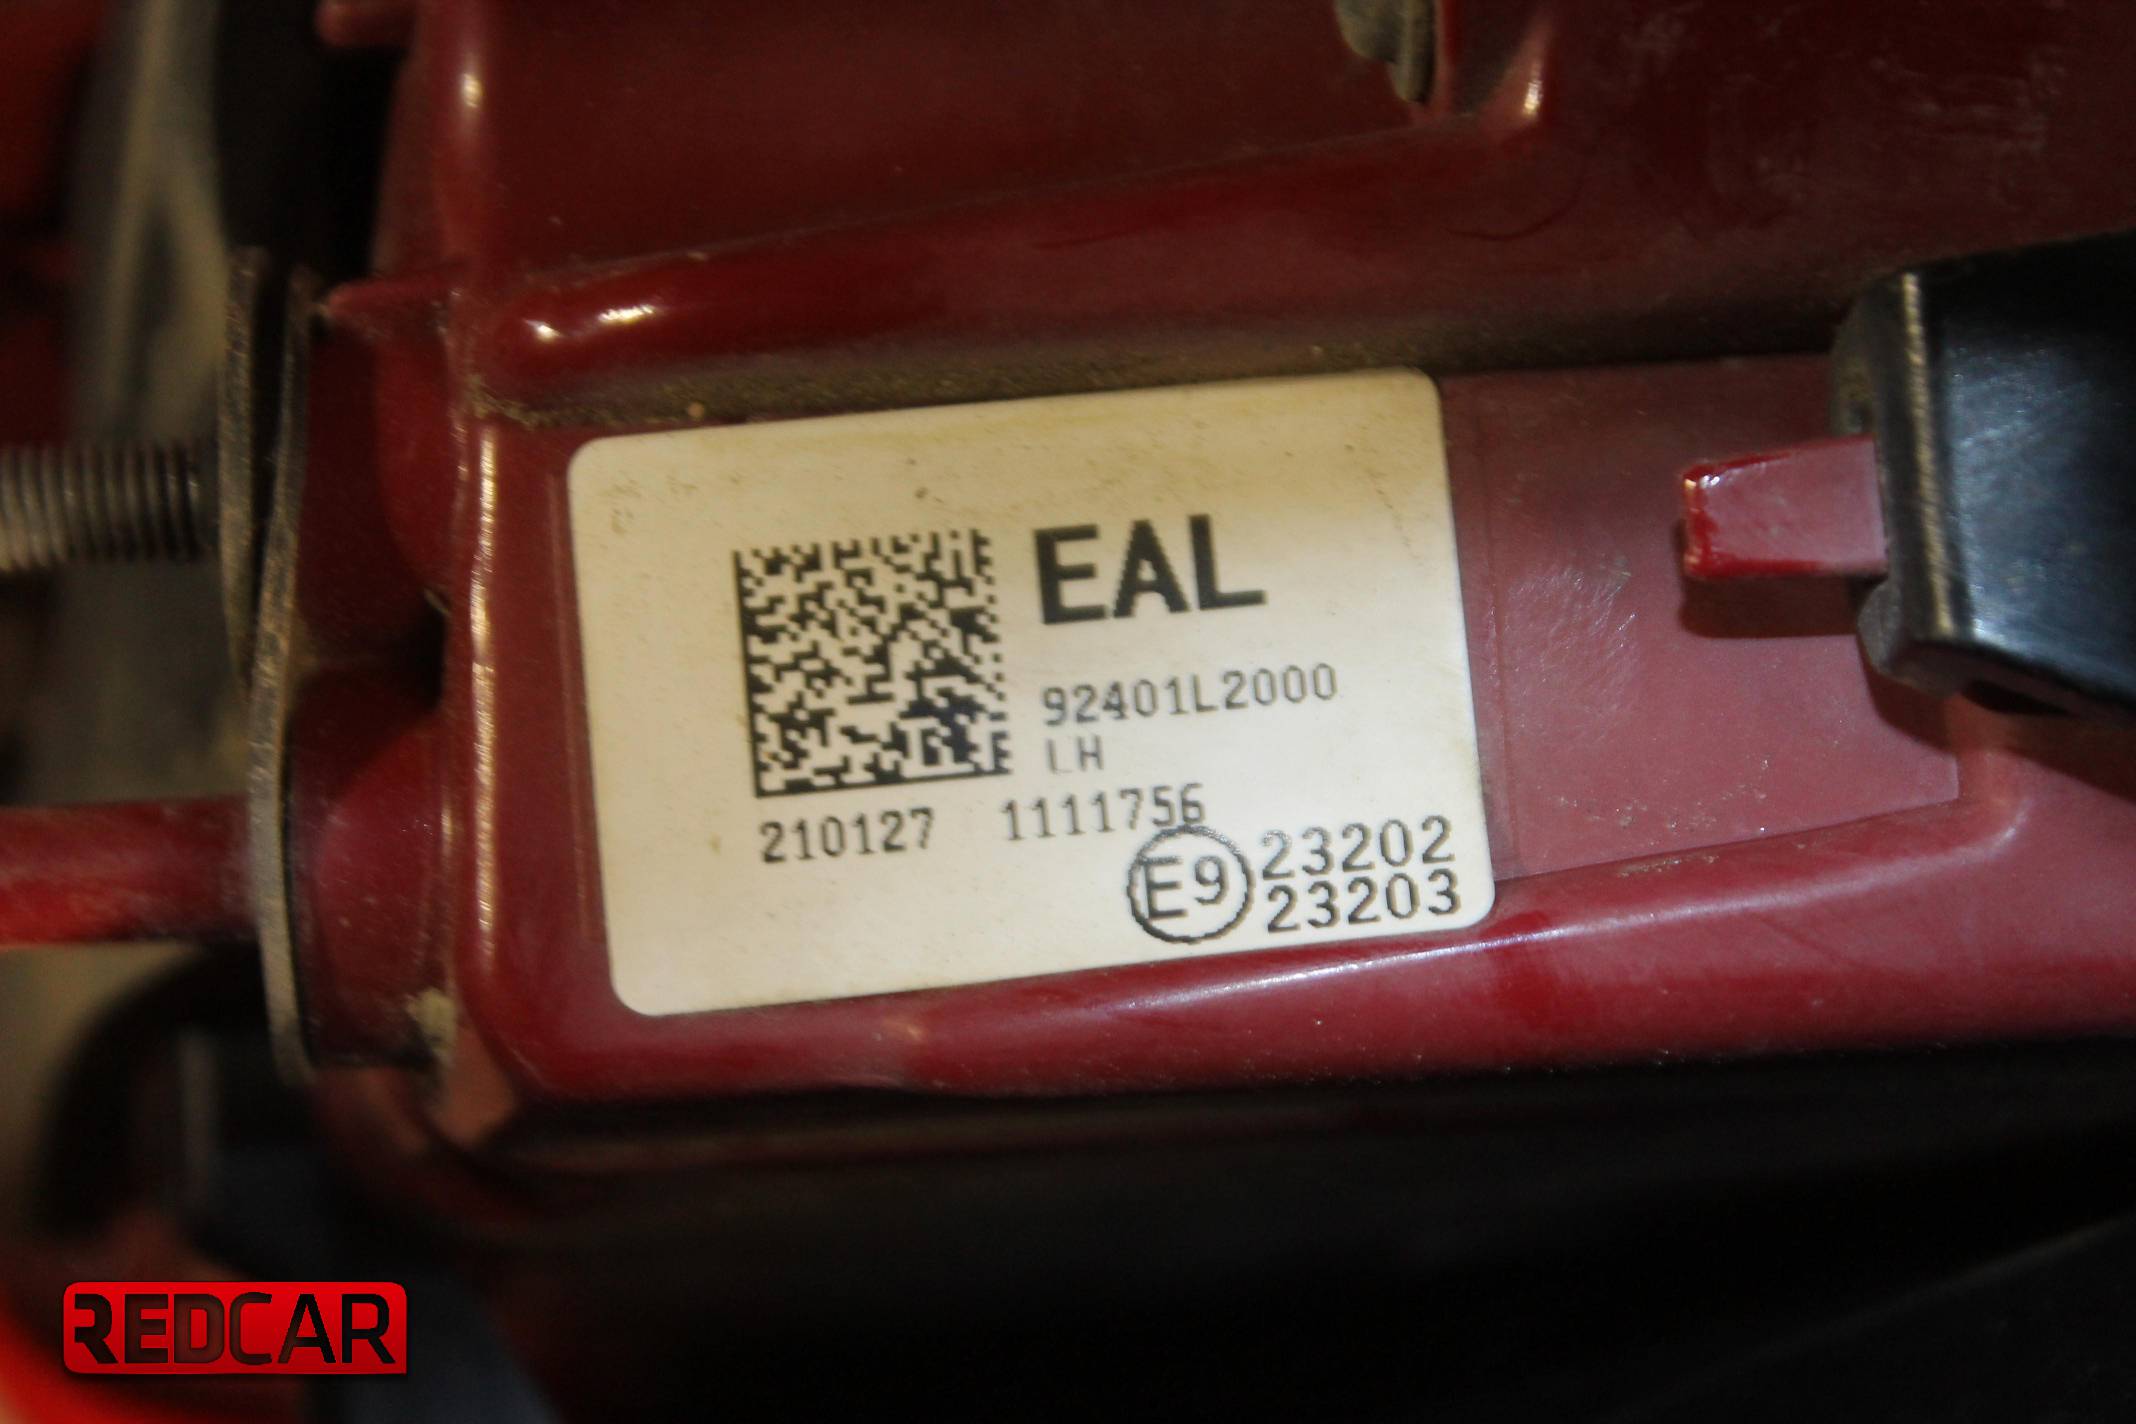 EAL
92401L2000
LH
210127 1111756
E9 23202
23203
REDCAR